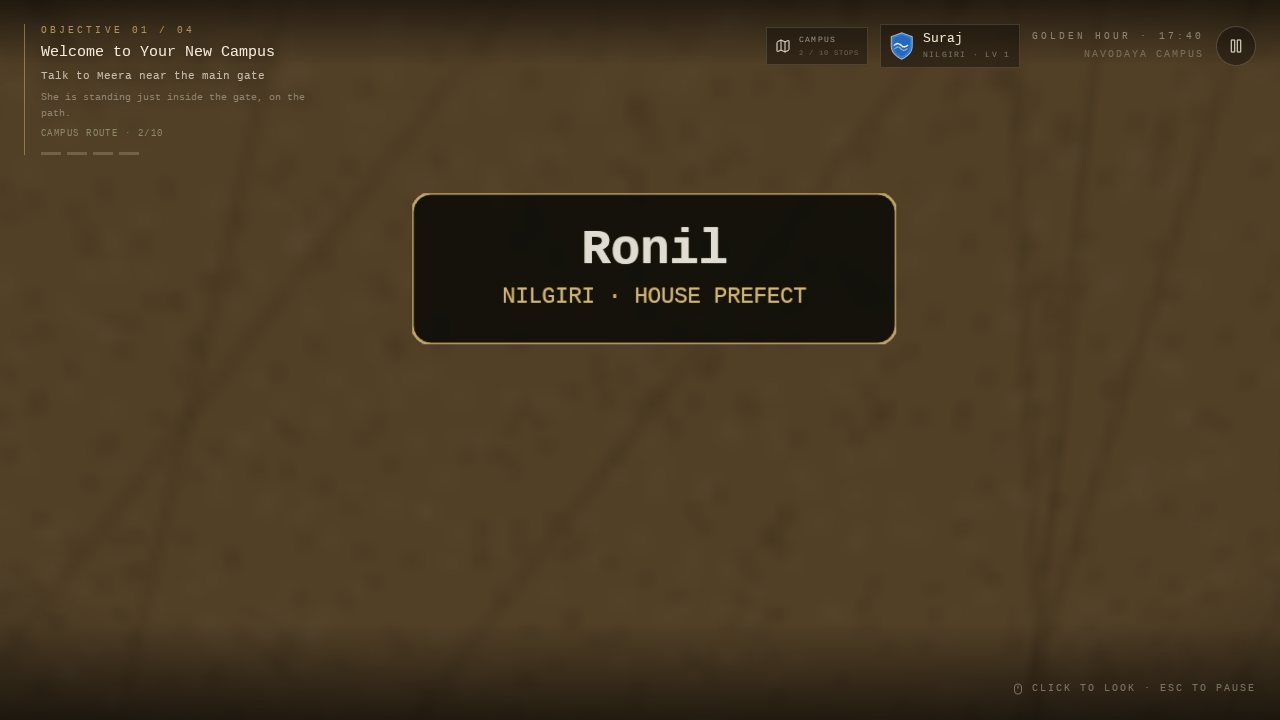 OBJECTIVE 01 / 04
Welcome to Your New Campus
Talk to Meera near the main gate
She is standing just inside the gate, on the
path.
CAMPUS ROUTE · 2/10
CAMPUS
2 / 10 STOPS
Suraj
NILGIRI · LV 1
GOLDEN HOUR · 17:40
NAVODAYA CAMPUS
Ronil
NILGIRI · HOUSE PREFECT
CLICK TO LOOK · ESC TO PAUSE